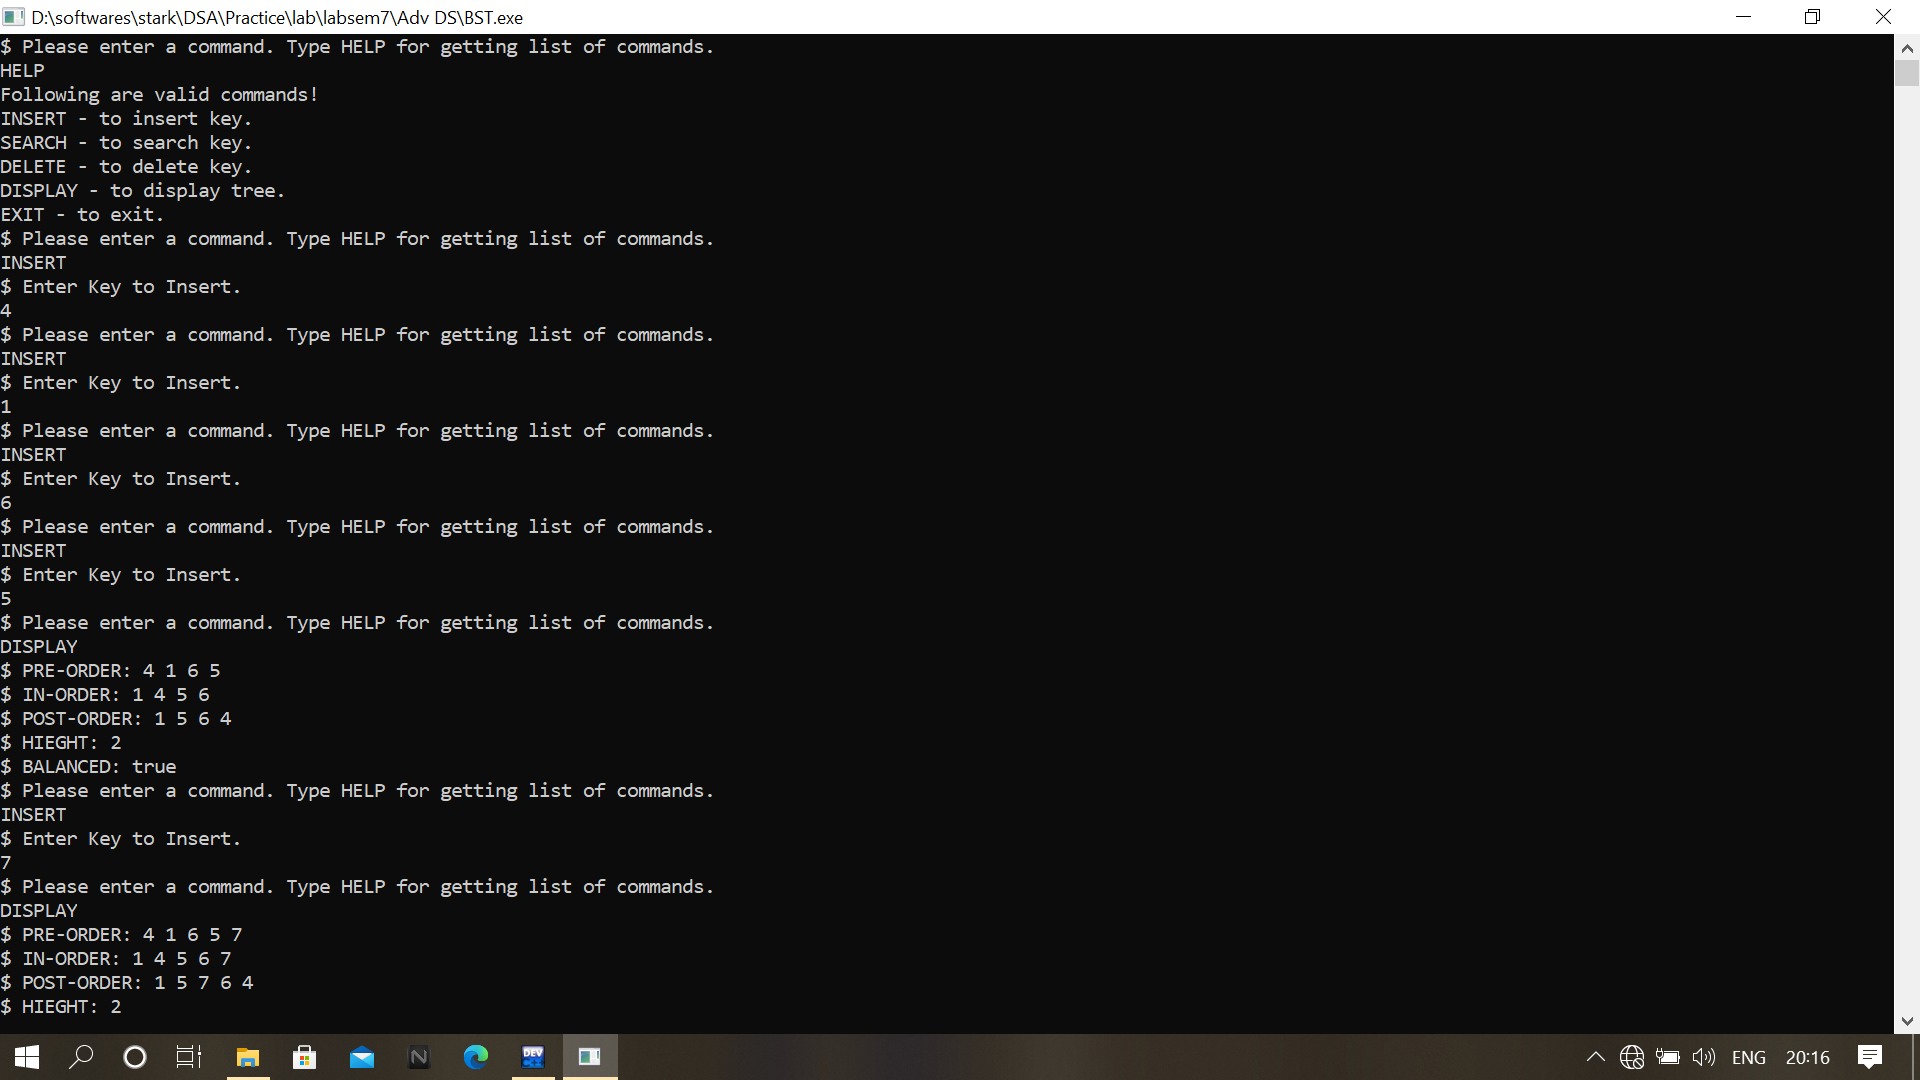 D:\softwares\stark\DSA\Practice\lab\labsem7\Adv DS\BST.exe
$ Please enter a command. Type HELP for getting list of commands.
HELP
Following are valid commands!
INSERT - to insert key.
SEARCH - to search key.
DELETE - to delete key.
DISPLAY - to display tree.
EXIT - to exit.
$ Please enter a command. Type HELP for getting list of commands.
INSERT
$ Enter Key to Insert.
4
$ Please enter a command. Type HELP for getting list of commands.
INSERT
$ Enter Key to Insert.
1
$ Please enter a command. Type HELP for getting list of commands.
INSERT
$ Enter Key to Insert.
6
$ Please enter a command. Type HELP for getting list of commands.
INSERT
$ Enter Key to Insert.
5
$ Please enter a command. Type HELP for getting list of commands.
DISPLAY
$ PRE-ORDER: 4 1 6 5
$ IN-ORDER: 1 4 5 6
$ POST-ORDER: 1 5 6 4
$ HIEGHT: 2
$ BALANCED: true
$ Please enter a command. Type HELP for getting list of commands.
INSERT
$ Enter Key to Insert.
7
$ Please enter a command. Type HELP for getting list of commands.
DISPLAY
$ PRE-ORDER: 4 1 6 5 7
$ IN-ORDER: 1 4 5 6 7
$ POST-ORDER: 1 5 7 6 4
$ HIEGHT: 2
N DEV C++ ENG 20:16